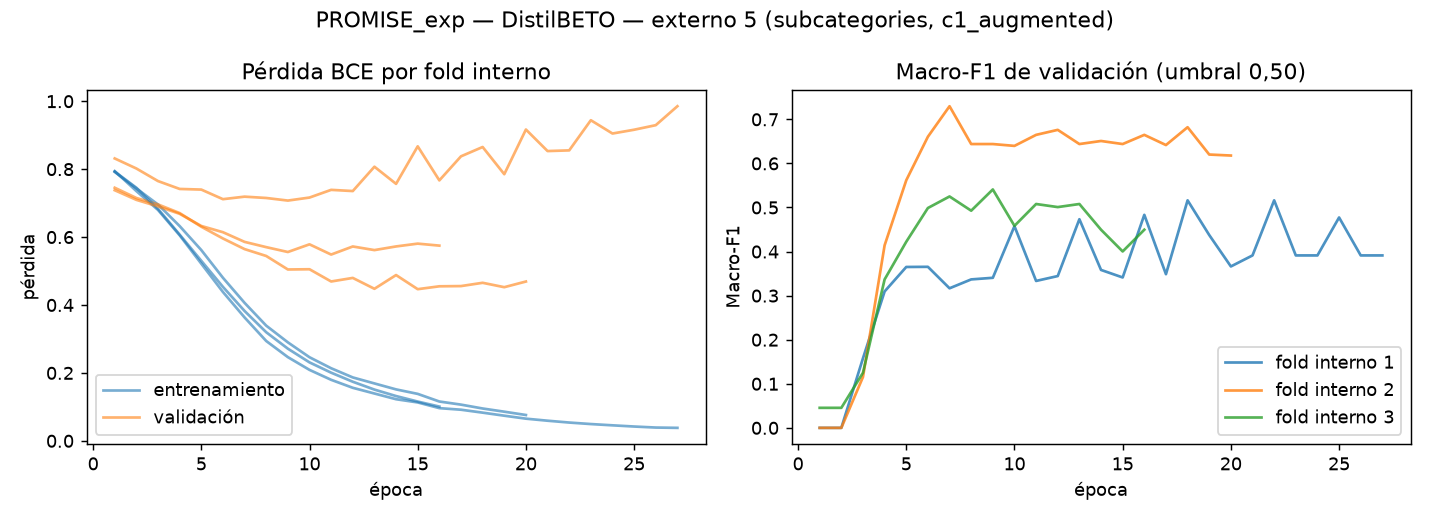 PROMISE_exp — DistilBETO — externo 5 (subcategories, c1_augmented)
Pérdida BCE por fold interno
pérdida
1.0
0.8
0.6
0.4
0.2
0.0
entrenamiento
validación
0 5 10 15 20 25
época
Macro-F1 de validación (umbral 0,50)
Macro-F1
0.7
0.6
0.5
0.4
0.3
0.2
0.1
0.0
fold interno 1
fold interno 2
fold interno 3
0 5 10 15 20 25
época